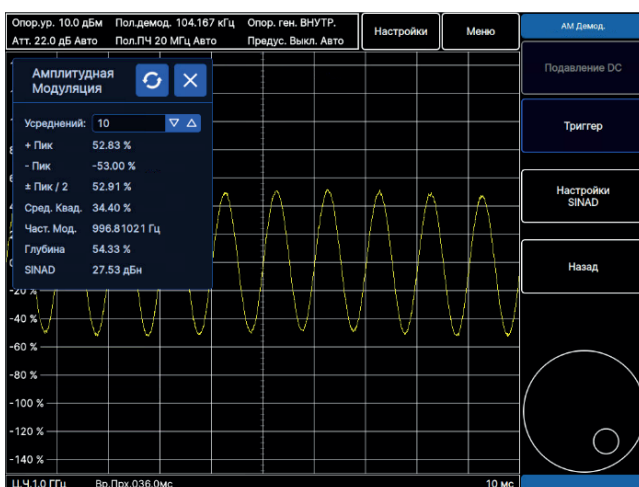 Опор.ур. 10.0 дБм Пол.демод. 104.167 кГц Опор. ген. ВНУТР.
Атт. 22.0 дБ Авто Пол.ПЧ 20 МГц Авто Предус. Выкл. Авто
Настройки
Меню
АМ Демод.
Амплитудная
Модуляция
Усреднений: 10
+ Пик 52.83 %
- Пик -53.00 %
± Пик / 2 52.91 %
Сред. Квад. 34.40 %
Част. Мод. 996.81021 Гц
Глубина 54.33 %
SINAD 27.53 дБн
Подавление DC
Триггер
Настройки
SINAD
Назад
-20 %
-40 %
-60 %
-80 %
-100 %
-120 %
-140 %
Ц.Ч.1.0 ГГц Вр.Прх.036.0мс 10 мс